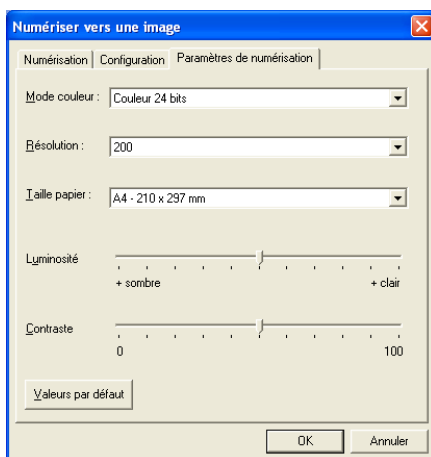 Numériser vers une image
Numérisation Configuration Paramètres de numérisation
Mode couleur : Couleur 24 bits
Résolution : 200
Taille papier : A4 - 210 x 297 mm
Luminosité
+ sombre + clair
Contraste
0 100
Valeurs par défaut
OK Annuler